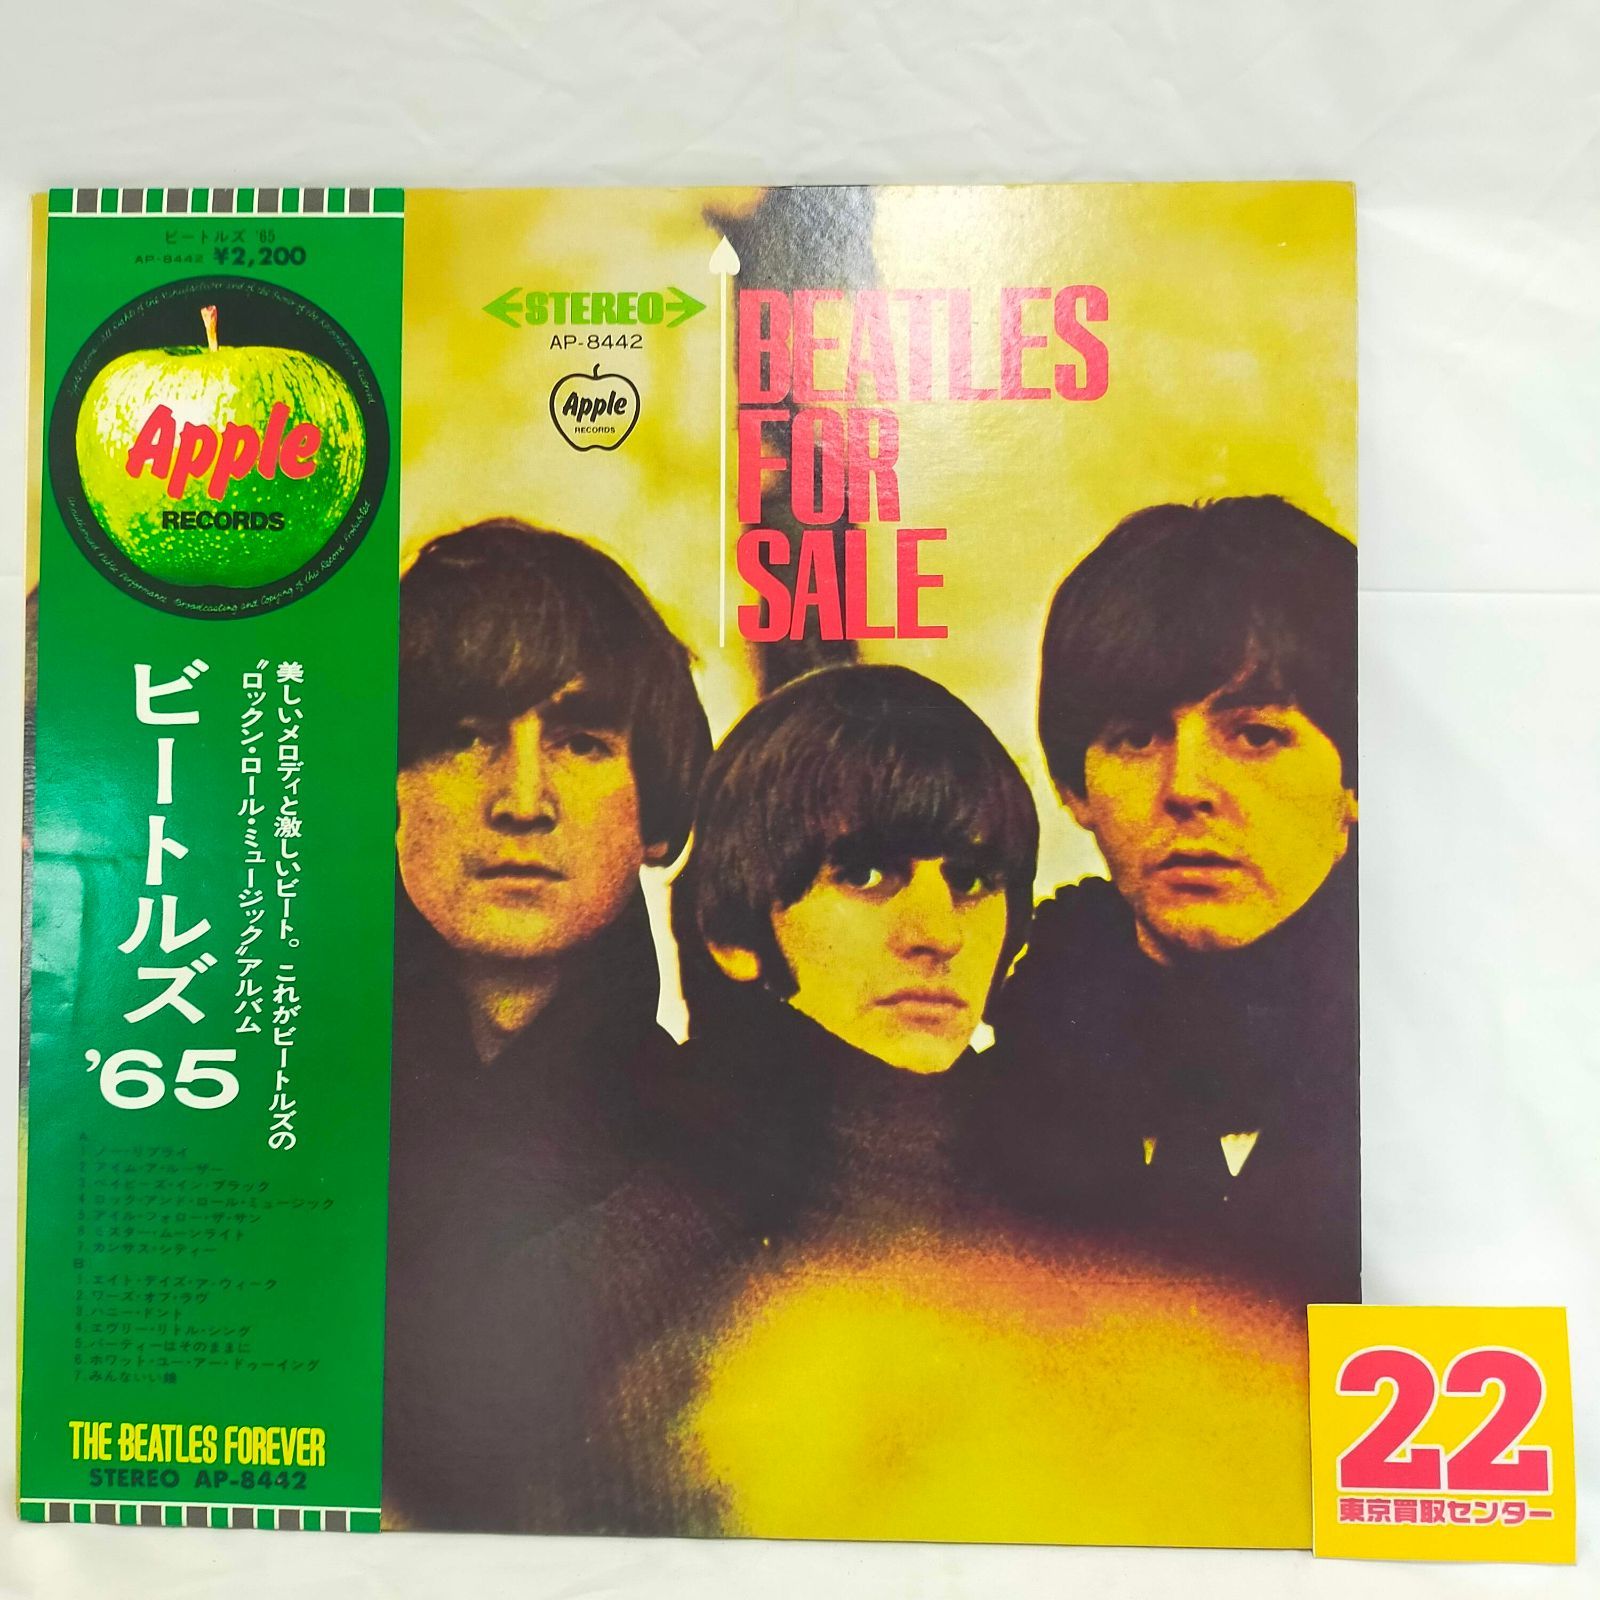 ビートルズ '65
AP-8442 ¥2,200
Apple
RECORDS
美しいメロディと激しいビート。これがビートルズの
"ロックン・ロール・ミュージック"アルバム
ビートルズ '65
A
1.ノー・リプライ
2.アイム・ア・ルーザー
3.ベイビーズ・イン・ブラック
4.ロック・アンド・ロール・ミュージック
5.アイル・フォロー・ザ・サン
6.ミスター・ムーンライト
7.カンサス・シティー
B
1.エイト・デイズ・ア・ウィーク
2.ワーズ・オブ・ラヴ
3.ハニー・ドント
4.エヴリー・リトル・シング
5.パーティーはそのままに
6.ホワット・ユー・アー・ドゥーイング
7.みんないい娘
THE BEATLES FOREVER
STEREO AP-8442
STEREO
AP-8442
Apple
RECORDS
BEATLES
FOR
SALE
22
東京買取センター